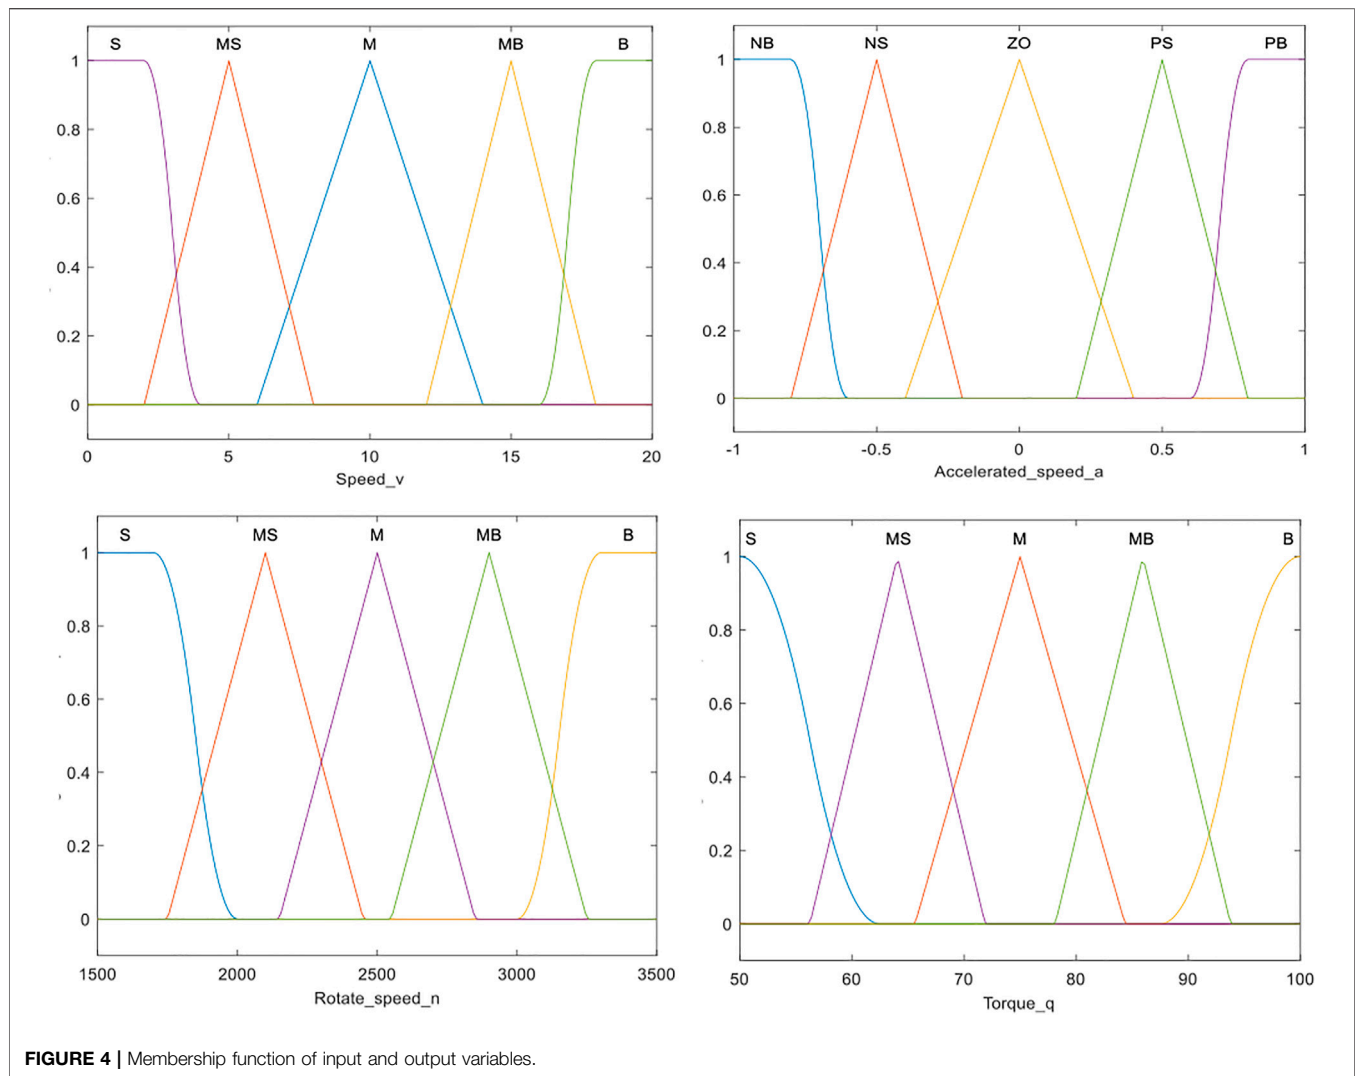 S MS M MB B
1
0.8
0.6
0.4
0.2
0
0 5 10 15 20
Speed_v
NB NS ZO PS PB
1
0.8
0.6
0.4
0.2
0
-1 -0.5 0 0.5 1
Accelerated_speed_a
S MS M MB B
1
0.8
0.6
0.4
0.2
0
1500 2000 2500 3000 3500
Rotate_speed_n
S MS M MB B
1
0.8
0.6
0.4
0.2
0
50 60 70 80 90 100
Torque_q
FIGURE 4 | Membership function of input and output variables.